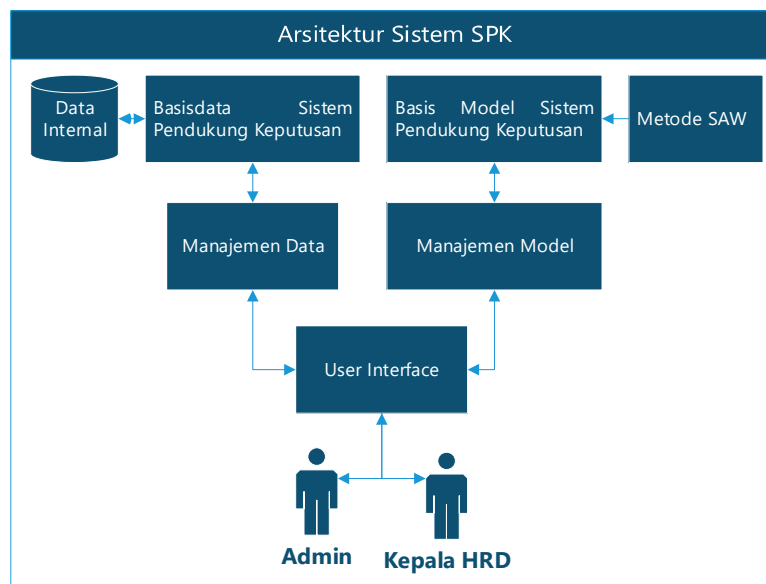 Arsitektur Sistem SPK
Data
Internal
Basisdata Sistem
Pendukung Keputusan
Basis Model Sistem
Pendukung Keputusan
Metode SAW
Manajemen Data
Manajemen Model
User Interface
Admin
Kepala HRD